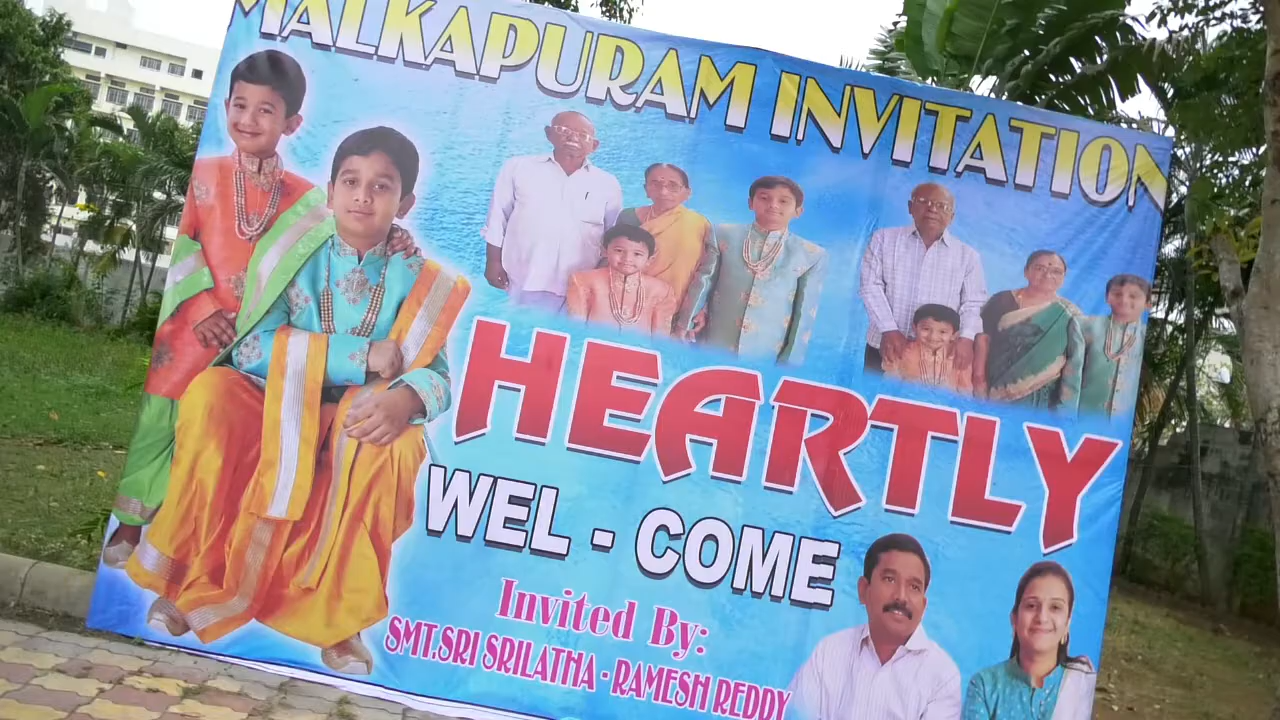 MALKAPURAM INVITATION
HEARTLY
WEL - COME
Invited By:
SMT.SRI SRILATHA - RAMESH REDDY